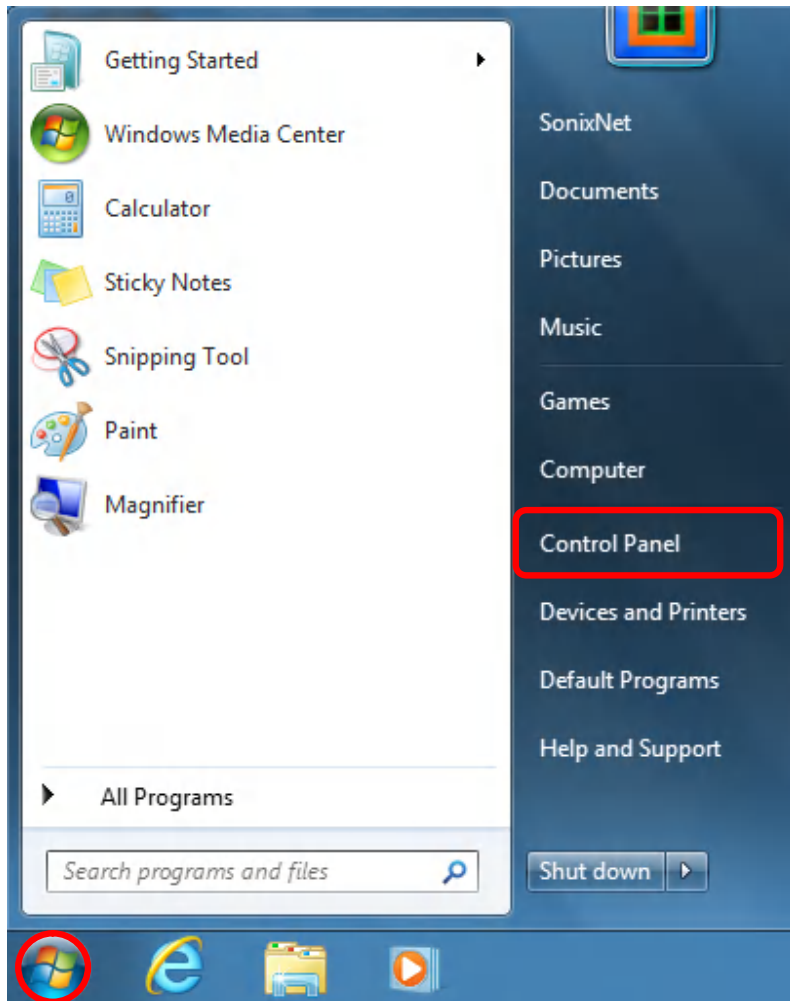 Getting Started
Windows Media Center
Calculator
Sticky Notes
Snipping Tool
Paint
Magnifier
All Programs
Search programs and files
SonixNet
Documents
Pictures
Music
Games
Computer
Control Panel
Devices and Printers
Default Programs
Help and Support
Shut down